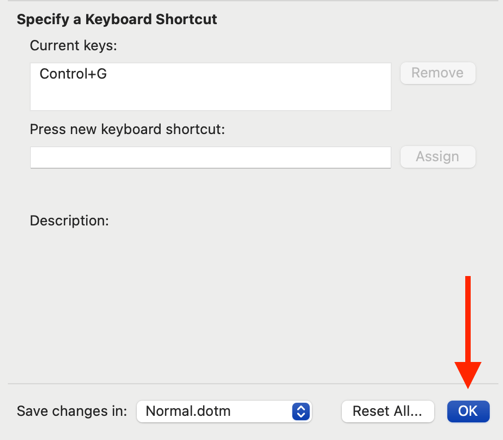 Specify a Keyboard Shortcut
Current keys:
Control+G
Remove
Press new keyboard shortcut:
Assign
Description:
Save changes in: Normal.dotm Reset All... OK